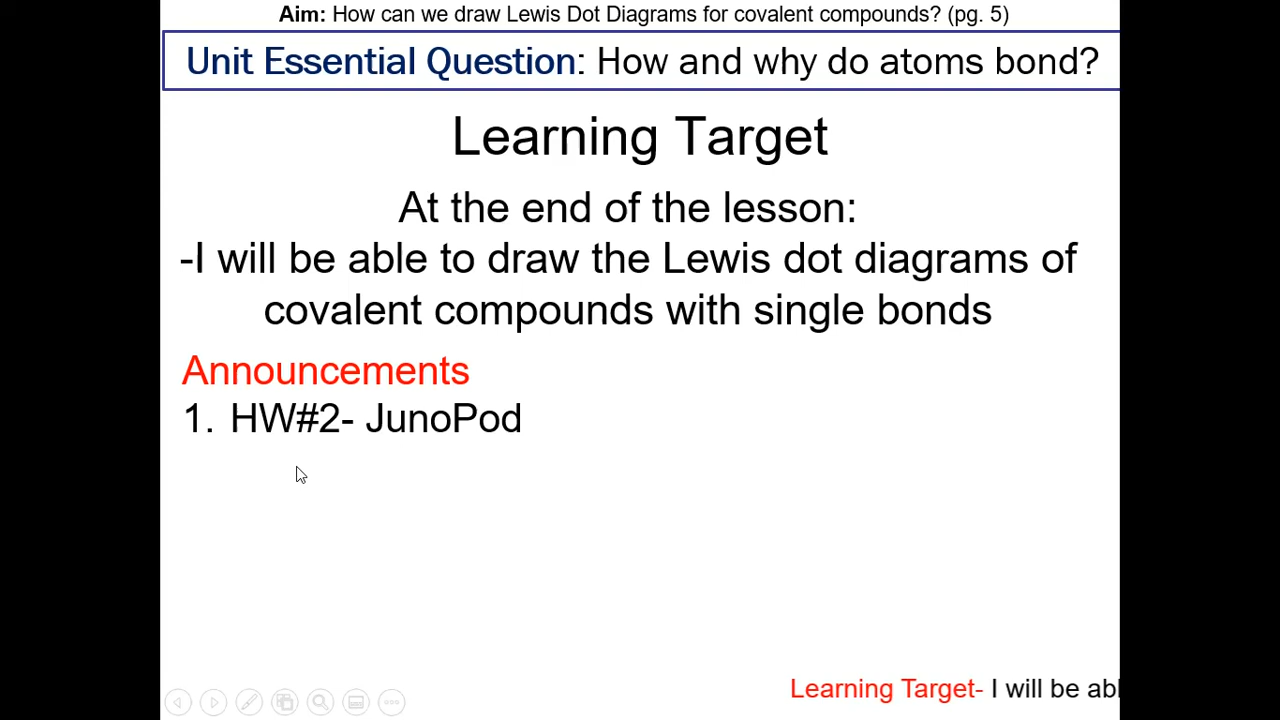 Aim: How can we draw Lewis Dot Diagrams for covalent compounds? (pg. 5)
Unit Essential Question: How and why do atoms bond?
Learning Target
At the end of the lesson:
-I will be able to draw the Lewis dot diagrams of
covalent compounds with single bonds
Announcements
1. HW#2- JunoPod
Learning Target- I will be